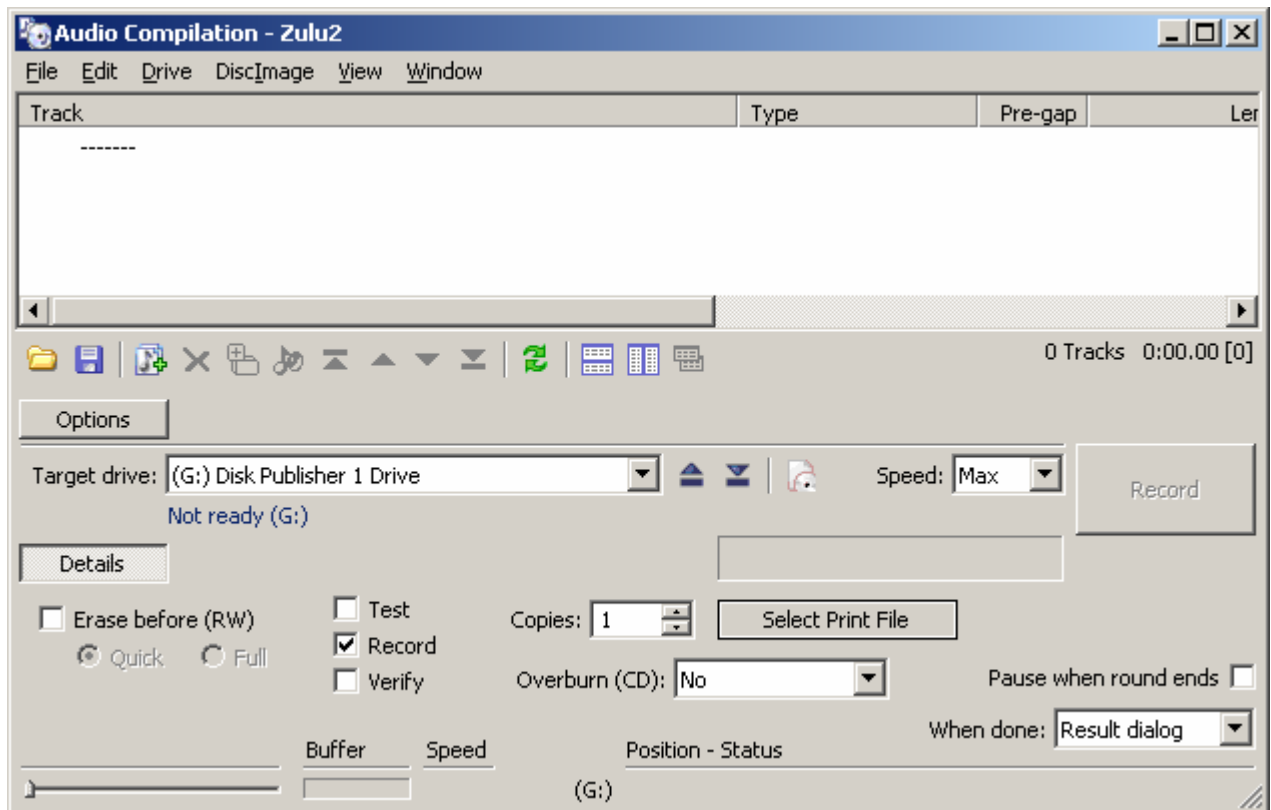 Audio Compilation - Zulu2
File Edit Drive DiscImage View Window
Track Type Pre-gap Ler
-------
0 Tracks 0:00.00 [0]
Options
Target drive: (G:) Disk Publisher 1 Drive Speed: Max Record
Not ready (G:)
Details
Erase before (RW) Test Copies: 1 Select Print File
Quick Full Record
Verify Overburn (CD): No Pause when round ends
When done: Result dialog
Buffer Speed Position - Status
(G:)